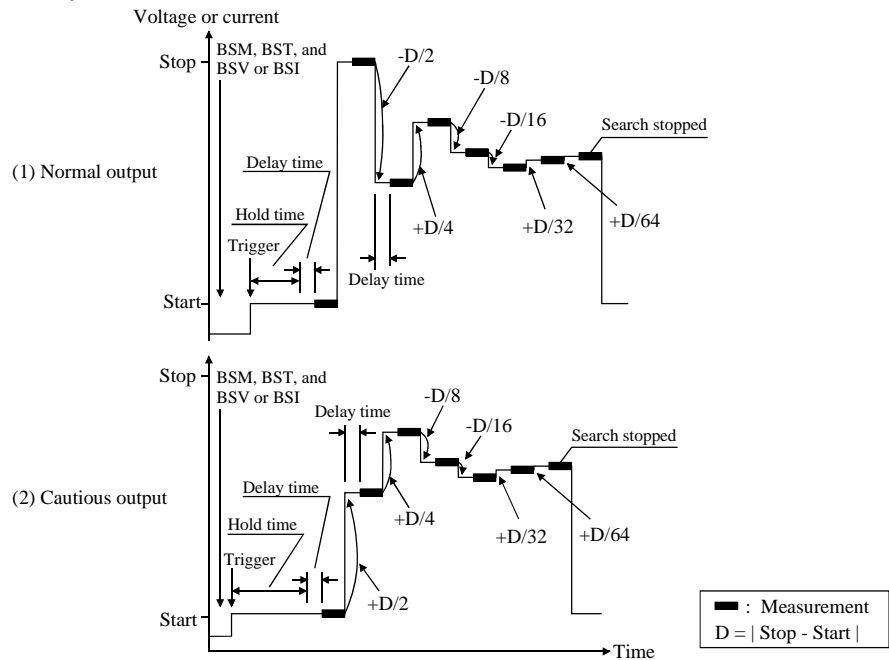 Voltage or current
Stop
BSM, BST, and
BSV or BSI
-D/2
-D/8
-D/16
Search stopped
(1) Normal output
Delay time
Hold time
Trigger
+D/4
+D/32
+D/64
Delay time
Start
Stop
BSM, BST, and
BSV or BSI
Delay time
-D/8
-D/16
Search stopped
(2) Cautious output
Delay time
Hold time
Trigger
+D/4
+D/32
+D/64
+D/2
Start
Time
: Measurement
D = | Stop - Start |